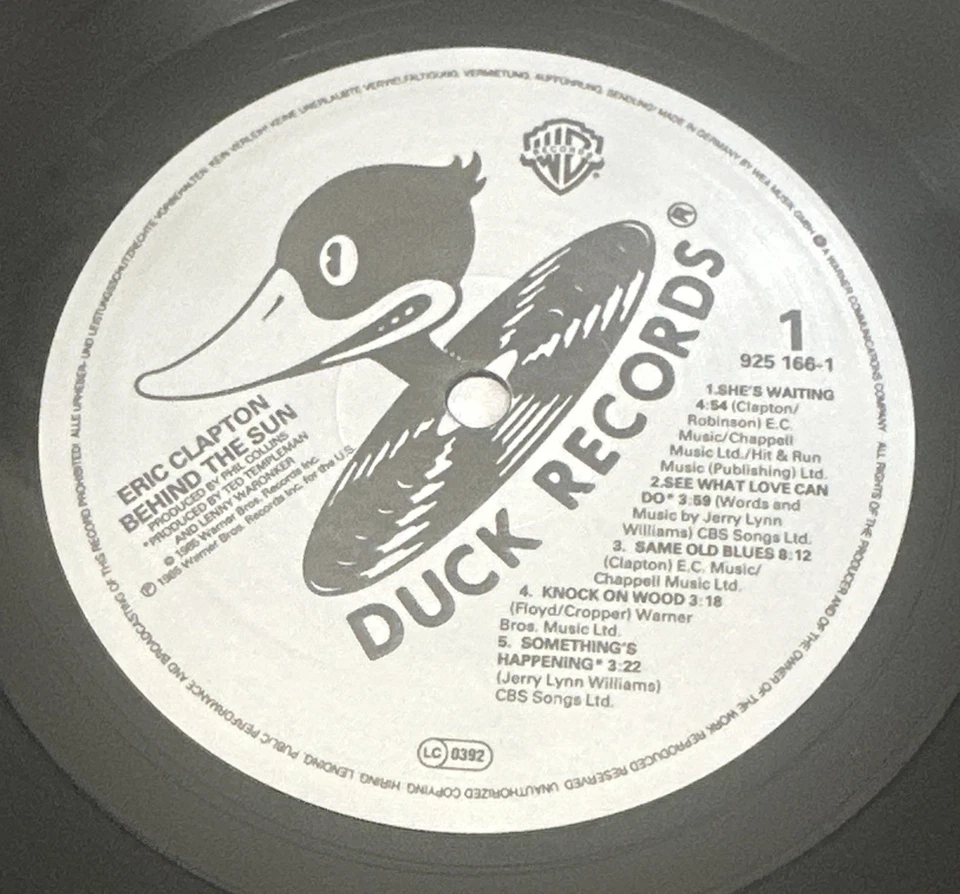 ALLE URHEBER- UND LEISTUNGSSCHUTZRECHTE VORBEHALTEN. KEIN VERLEIH! KEINE UNERLAUBTE VERVIELFÄLTIGUNG, VERMIETUNG, AUFFÜHRUNG, SENDUNG! MADE IN GERMANY BY WEA MUSIK GMBH A WARNER COMMUNICATIONS COMPANY ALL RIGHTS OF THE PRODUCER AND OF THE OWNER OF THE WORK REPRODUCED RESERVED UNAUTHORIZED COPYING, HIRING, LENDING, PUBLIC PERFORMANCE AND BROADCASTING OF THIS RECORD PROHIBITED!
WB
RECORDS
®
DUCK RECORDS®
ERIC CLAPTON
BEHIND THE SUN
PRODUCED BY PHIL COLLINS
*PRODUCED BY TED TEMPLEMAN
AND LENNY WARONKER
© 1985 Warner Bros. Records Inc.
℗ 1985 Warner Bros. Records Inc. for the U.S.
1
925 166-1
1.SHE'S WAITING
4:54 (Clapton/
Robinson) E.C.
Music/Chappell
Music Ltd./Hit & Run
Music (Publishing) Ltd.
2.SEE WHAT LOVE CAN
DO* 3:59 (Words and
Music by Jerry Lynn
Williams) CBS Songs Ltd.
3. SAME OLD BLUES 8:12
(Clapton) E.C. Music/
Chappell Music Ltd.
4. KNOCK ON WOOD 3:18
(Floyd/Cropper) Warner
Bros. Music Ltd.
5. SOMETHING'S
HAPPENING* 3:22
(Jerry Lynn Williams)
CBS Songs Ltd.
LC 0392